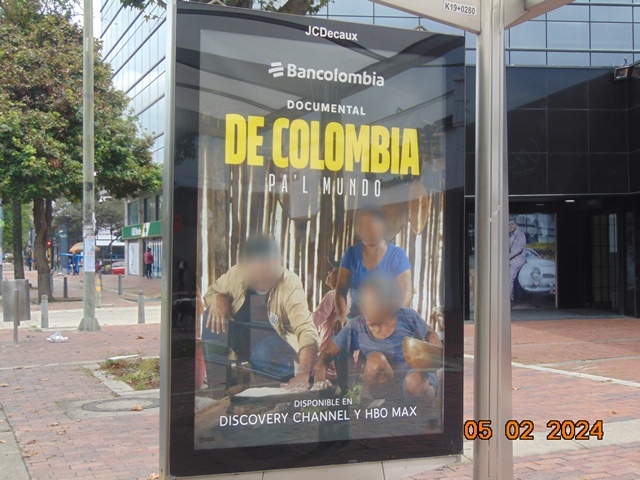 K19+0280
JCDecaux
Bancolombia
DOCUMENTAL
DE COLOMBIA
PA'L MUNDO
DISPONIBLE EN
DISCOVERY CHANNEL Y HBO MAX
05 02 2024